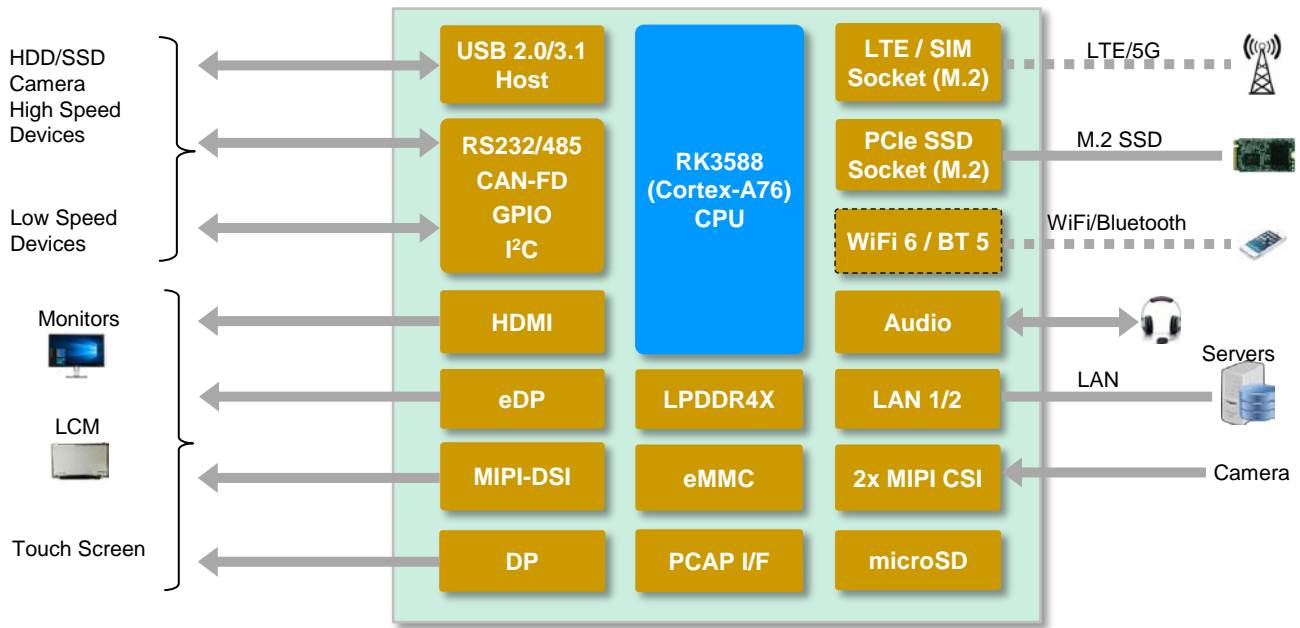 HDD/SSD
Camera
High Speed
Devices
Low Speed
Devices
Monitors
LCM
Touch Screen
USB 2.0/3.1
Host
RS232/485
CAN-FD
GPIO
I²C
HDMI
eDP
MIPI-DSI
DP
RK3588
(Cortex-A76)
CPU
LPDDR4X
eMMC
PCAP I/F
LTE / SIM
Socket (M.2)
PCIe SSD
Socket (M.2)
WiFi 6 / BT 5
Audio
LAN 1/2
2x MIPI CSI
microSD
LTE/5G
M.2 SSD
WiFi/Bluetooth
Servers
LAN
Camera